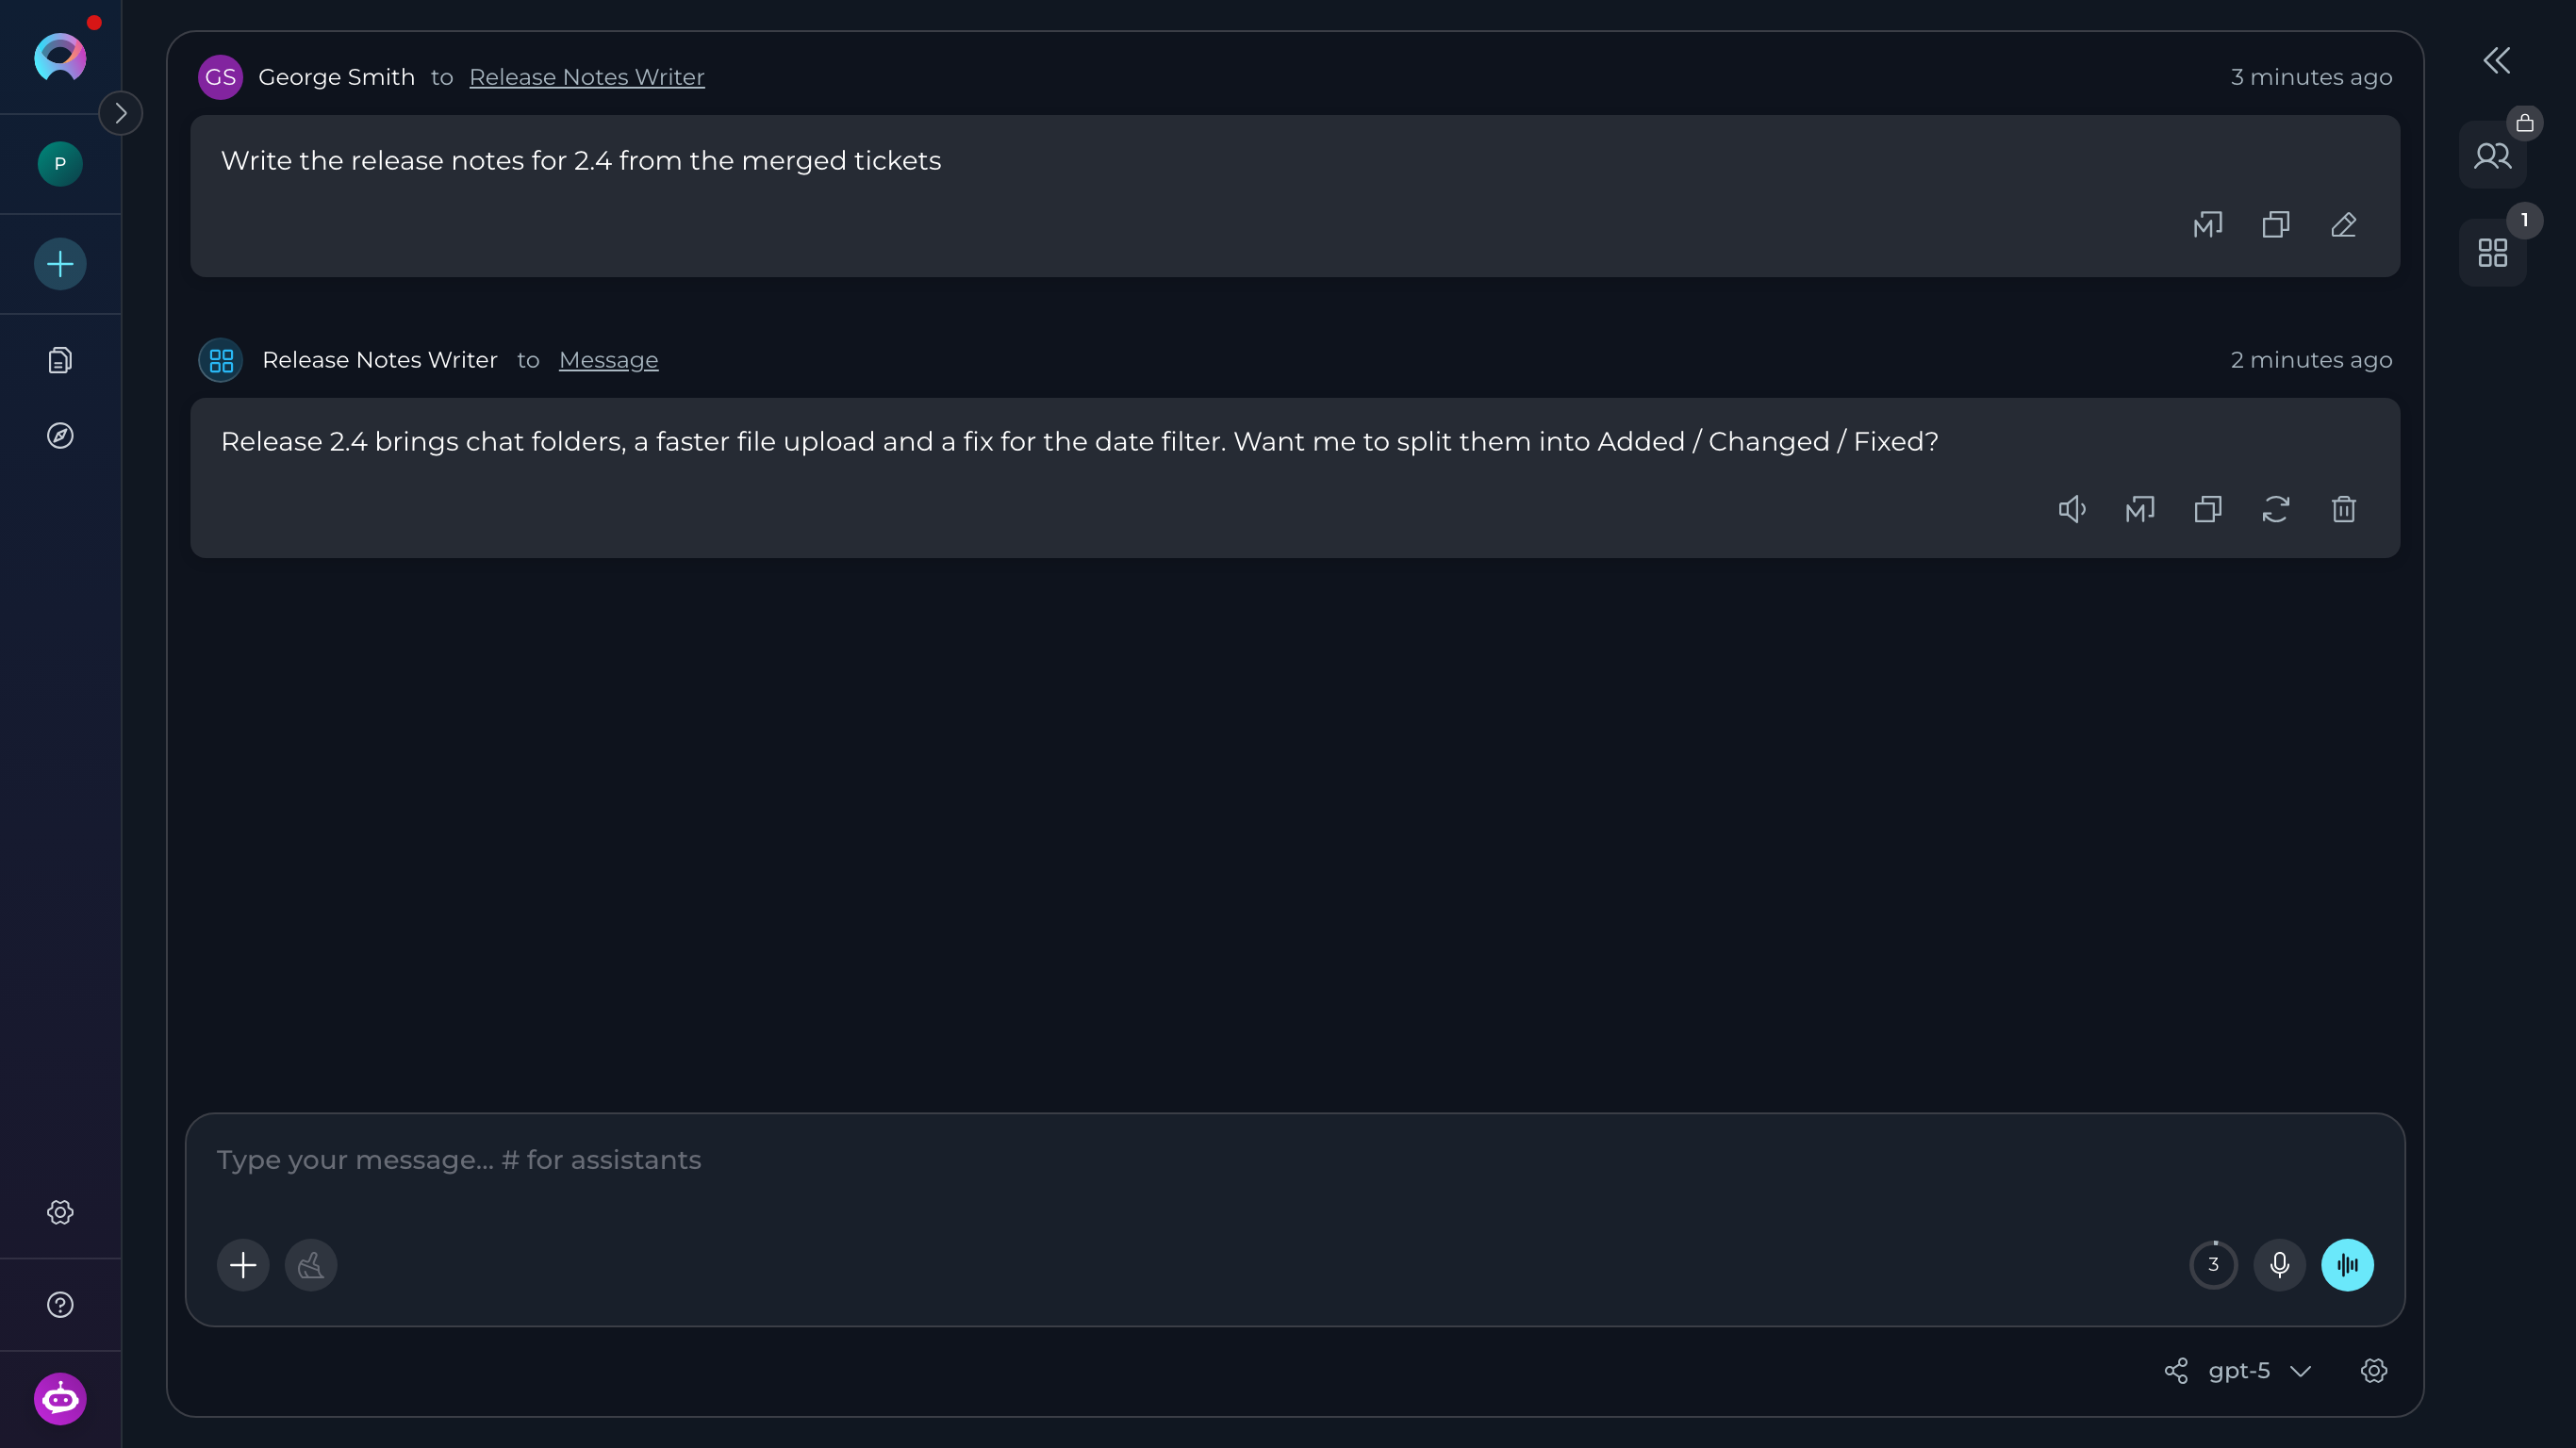 GS George Smith to Release Notes Writer 3 minutes ago
P
Write the release notes for 2.4 from the merged tickets
1
Release Notes Writer to Message 2 minutes ago
Release 2.4 brings chat folders, a faster file upload and a fix for the date filter. Want me to split them into Added / Changed / Fixed?
Type your message... # for assistants
3
gpt-5